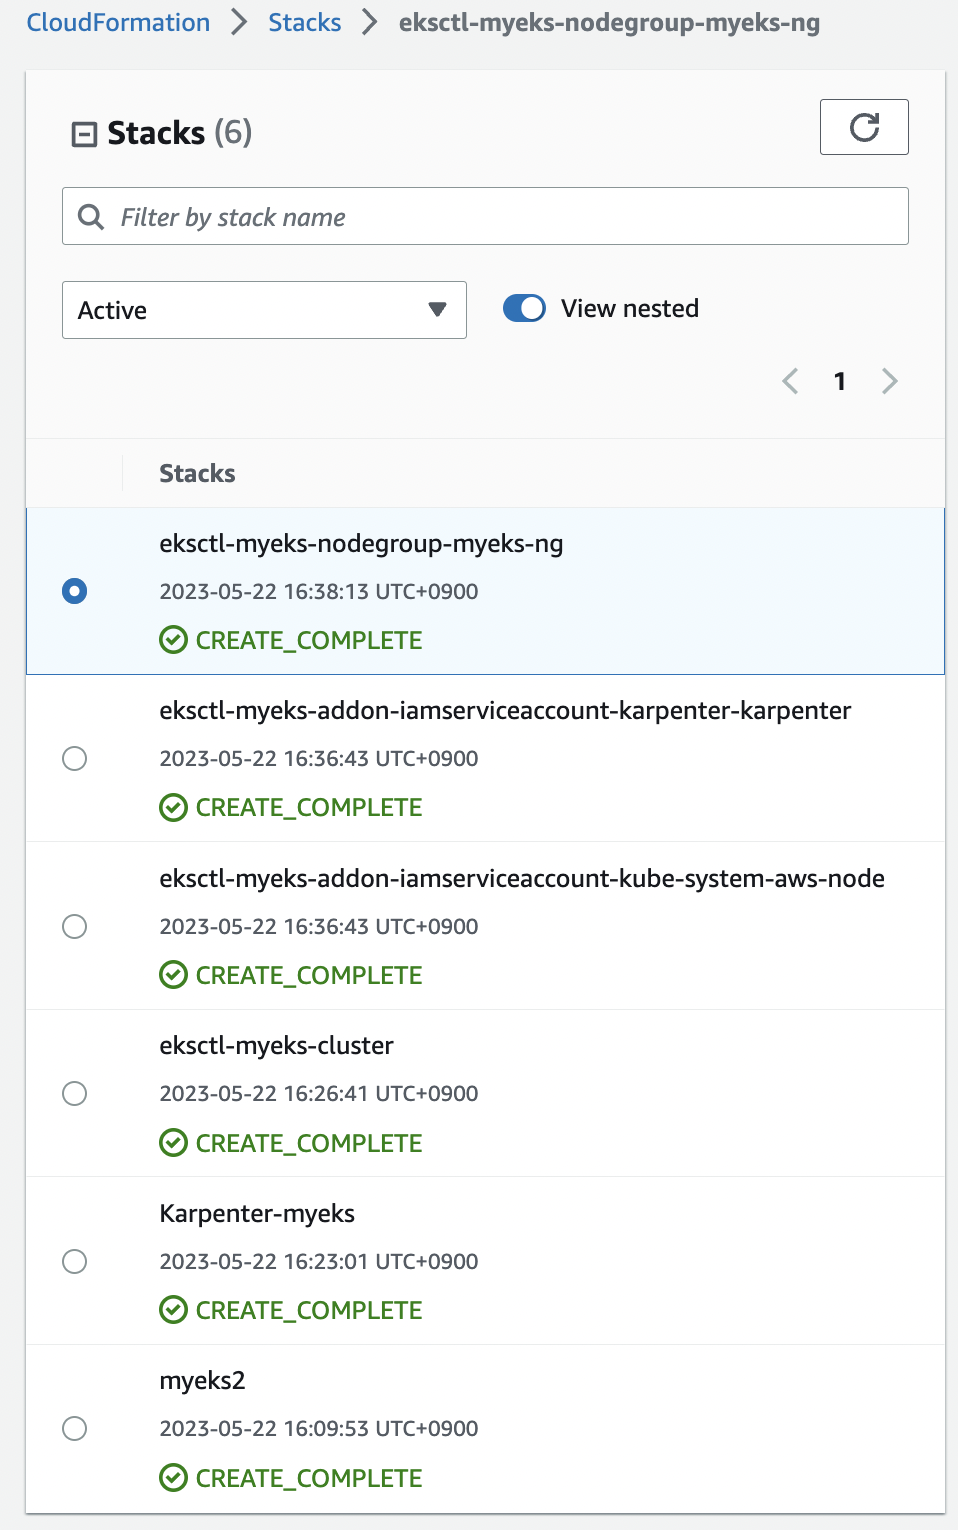 CloudFormation > Stacks > eksctl-myeks-nodegroup-myeks-ng
Stacks (6)
Filter by stack name
Active
View nested
1
Stacks
eksctl-myeks-nodegroup-myeks-ng
2023-05-22 16:38:13 UTC+0900
CREATE_COMPLETE
eksctl-myeks-addon-iamserviceaccount-karpenter-karpenter
2023-05-22 16:36:43 UTC+0900
CREATE_COMPLETE
eksctl-myeks-addon-iamserviceaccount-kube-system-aws-node
2023-05-22 16:36:43 UTC+0900
CREATE_COMPLETE
eksctl-myeks-cluster
2023-05-22 16:26:41 UTC+0900
CREATE_COMPLETE
Karpenter-myeks
2023-05-22 16:23:01 UTC+0900
CREATE_COMPLETE
myeks2
2023-05-22 16:09:53 UTC+0900
CREATE_COMPLETE